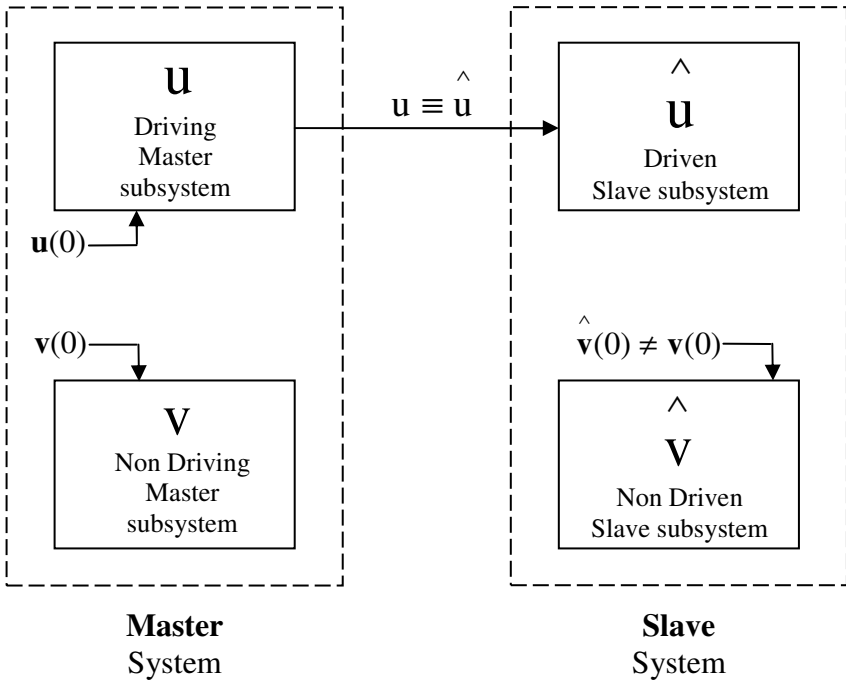 u
Driving
Master
subsystem
u(0)
u ≡ û
û
Driven
Slave subsystem
v(0)
v
Non Driving
Master
subsystem
v̂(0) ≠ v(0)
v̂
Non Driven
Slave subsystem
Master
System
Slave
System